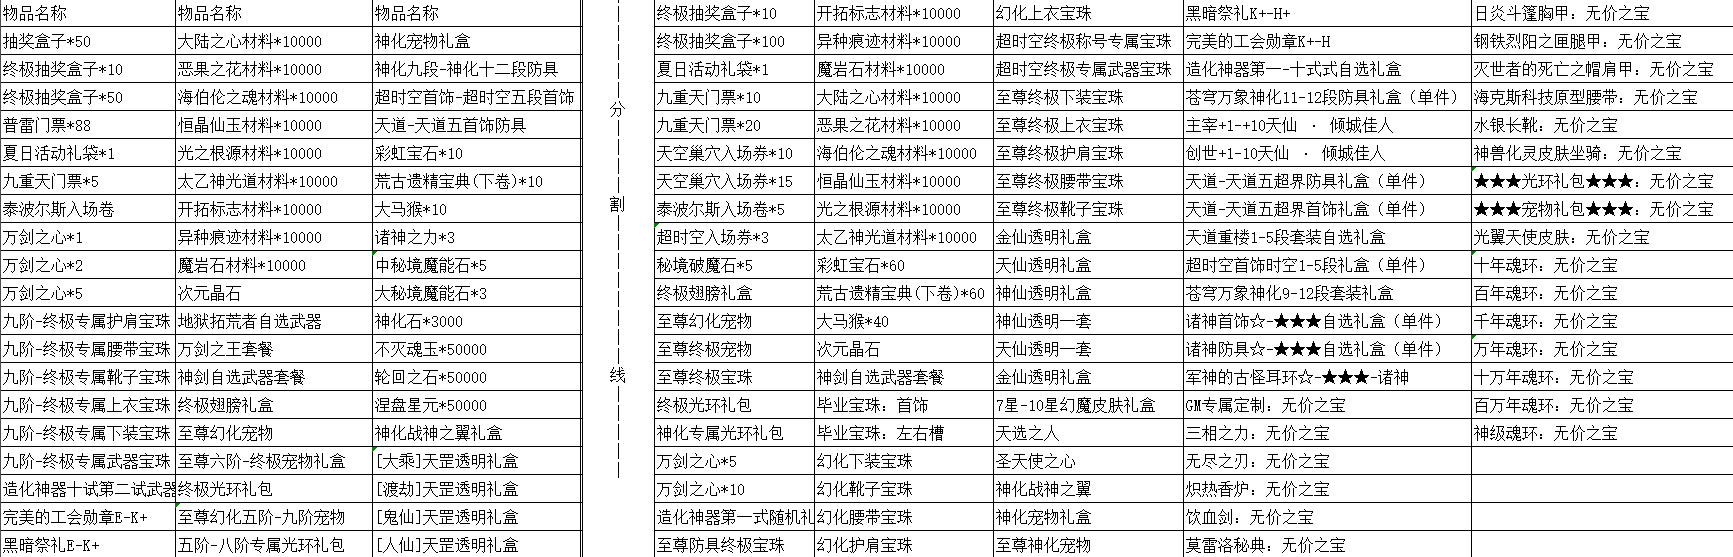 物品名称 物品名称 物品名称 终极抽奖盒子*10 开拓标志材料*10000 幻化上衣宝珠 黑暗祭礼K+-H+ 日炎斗篷胸甲：无价之宝
抽奖盒子*50 大陆之心材料*10000 神化宠物礼盒 终极抽奖盒子*100 异种痕迹材料*10000 超时空终极称号专属宝珠 完美的工会勋章K+-H 钢铁烈阳之匣腿甲：无价之宝
终极抽奖盒子*10 恶果之花材料*10000 神化九段-神化十二段防具 夏日活动礼袋*1 魔岩石材料*10000 超时空终极专属武器宝珠 造化神器第一-十式式自选礼盒 灭世者的死亡之帽肩甲：无价之宝
终极抽奖盒子*50 海伯伦之魂材料*10000 超时空首饰-超时空五段首饰 分 九重天门票*10 大陆之心材料*10000 至尊终极下装宝珠 苍穹万象神化11-12段防具礼盒（单件） 海克斯科技原型腰带：无价之宝
普雷门票*88 恒晶仙玉材料*10000 天道-天道五首饰防具 九重天门票*20 恶果之花材料*10000 至尊终极上衣宝珠 主宰+1-+10天仙 · 倾城佳人 水银长靴：无价之宝
夏日活动礼袋*1 光之根源材料*10000 彩虹宝石*10 天空巢穴入场券*10 海伯伦之魂材料*10000 至尊终极护肩宝珠 创世+1-10天仙 · 倾城佳人 神兽化灵皮肤坐骑：无价之宝
九重天门票*5 太乙神光道材料*10000 荒古遗精宝典(下卷)*10 天空巢穴入场券*15 恒晶仙玉材料*10000 至尊终极腰带宝珠 天道-天道五超界防具礼盒（单件） ★★★光环礼包★★★：无价之宝
泰波尔斯入场卷 开拓标志材料*10000 大马猴*10 割 泰波尔斯入场券*5 光之根源材料*10000 至尊终极靴子宝珠 天道-天道五超界首饰礼盒（单件） ★★★宠物礼包★★★：无价之宝
万剑之心*1 异种痕迹材料*10000 诸神之力*3 超时空入场券*3 太乙神光道材料*10000 金仙透明礼盒 天道重楼1-5段套装自选礼盒 光翼天使皮肤：无价之宝
万剑之心*2 魔岩石材料*10000 中秘境魔能石*5 秘境破魔石*5 彩虹宝石*60 天仙透明礼盒 超时空首饰时空1-5段礼盒（单件） 十年魂环：无价之宝
万剑之心*5 次元晶石 大秘境魔能石*3 终极翅膀礼盒 荒古遗精宝典(下卷)*60 神仙透明礼盒 苍穹万象神化9-12段套装礼盒 百年魂环：无价之宝
九阶-终极专属护肩宝珠 地狱拓荒者自选武器 神化石*3000 至尊幻化宠物 大马猴*40 神仙透明一套 诸神首饰☆-★★★自选礼盒（单件） 千年魂环：无价之宝
九阶-终极专属腰带宝珠 万剑之王套餐 不灭魂玉*50000 至尊终极宠物 次元晶石 天仙透明一套 诸神防具☆-★★★自选礼盒（单件） 万年魂环：无价之宝
九阶-终极专属靴子宝珠 神剑自选武器套餐 轮回之石*50000 线 至尊终极宝珠 神剑自选武器套餐 金仙透明礼盒 军神的古怪耳环☆-★★★-诸神 十万年魂环：无价之宝
九阶-终极专属上衣宝珠 终极翅膀礼盒 涅盘星元*50000 终极光环礼包 毕业宝珠：首饰 7星-10星幻魔皮肤礼盒 GM专属定制：无价之宝 百万年魂环：无价之宝
九阶-终极专属下装宝珠 至尊幻化宠物 神化战神之翼礼盒 神化专属光环礼包 毕业宝珠：左右槽 天选之人 三相之力：无价之宝 神级魂环：无价之宝
九阶-终极专属武器宝珠 至尊六阶-终极宠物礼盒 [大乘]天罡透明礼盒 万剑之心*5 幻化下装宝珠 圣天使之心 无尽之刃：无价之宝
造化神器十试第二试武器 终极光环礼包 [渡劫]天罡透明礼盒 万剑之心*10 幻化靴子宝珠 神化战神之翼 炽热香炉：无价之宝
完美的工会勋章E-K+ 至尊幻化五阶-九阶宠物 [鬼仙]天罡透明礼盒 造化神器第一式随机礼 幻化腰带宝珠 神化宠物礼盒 饮血剑：无价之宝
黑暗祭礼E-K+ 五阶-八阶专属光环礼包 [人仙]天罡透明礼盒 至尊防具终极宝珠 幻化护肩宝珠 至尊神化宠物 莫雷洛秘典：无价之宝